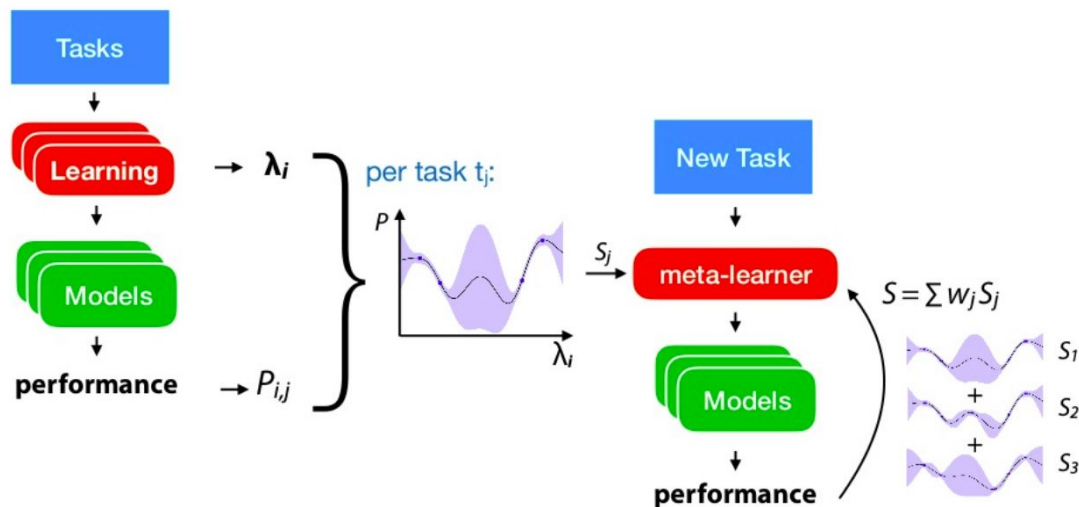 Tasks
Learning
λi
Models
performance
Pi,j
per task tj:
P
λi
Sj
New Task
meta-learner
Models
performance
S = ∑ wj Sj
S1
+
S2
+
S3